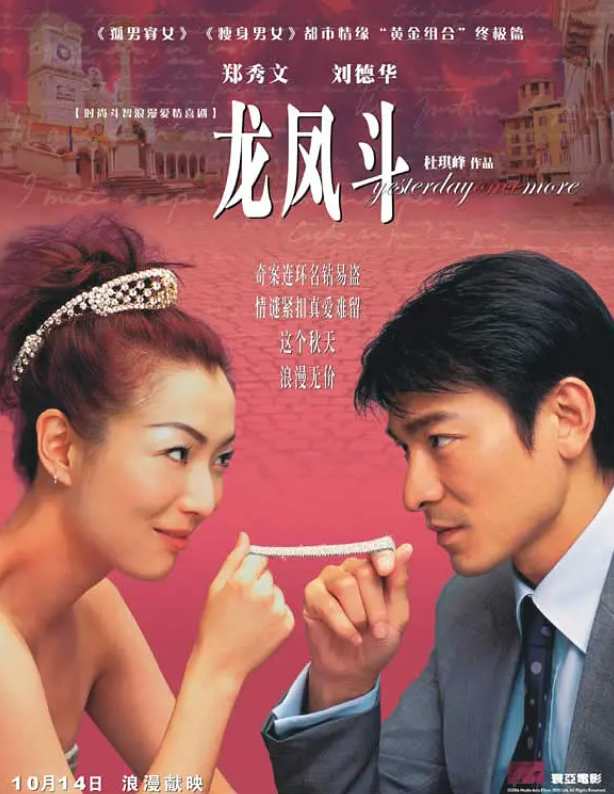 《孤男寡女》《瘦身男女》都市情缘“黄金组合”终极篇
郑秀文 刘德华
【时尚斗智浪漫爱情喜剧】
龙凤斗
杜琪峰 作品
yesterday once more
奇案连环名钻易盗
情谜紧扣真爱难留
这个秋天
浪漫无价
10月14日 浪漫献映
寰亞電影